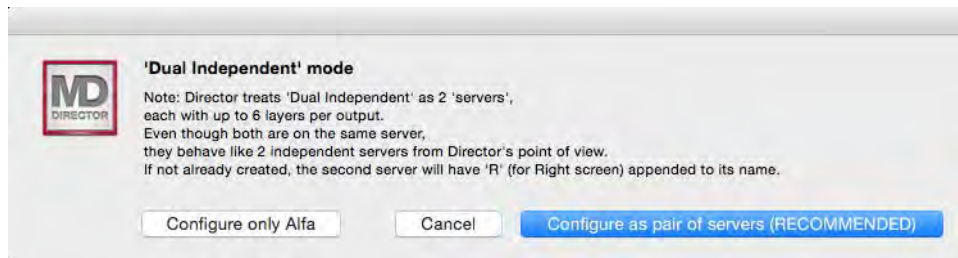 MD
DIRECTOR
'Dual Independent' mode
Note: Director treats 'Dual Independent' as 2 'servers',
each with up to 6 layers per output.
Even though both are on the same server,
they behave like 2 independent servers from Director's point of view.
If not already created, the second server will have 'R' (for Right screen) appended to its name.
Configure only Alfa Cancel Configure as pair of servers (RECOMMENDED)